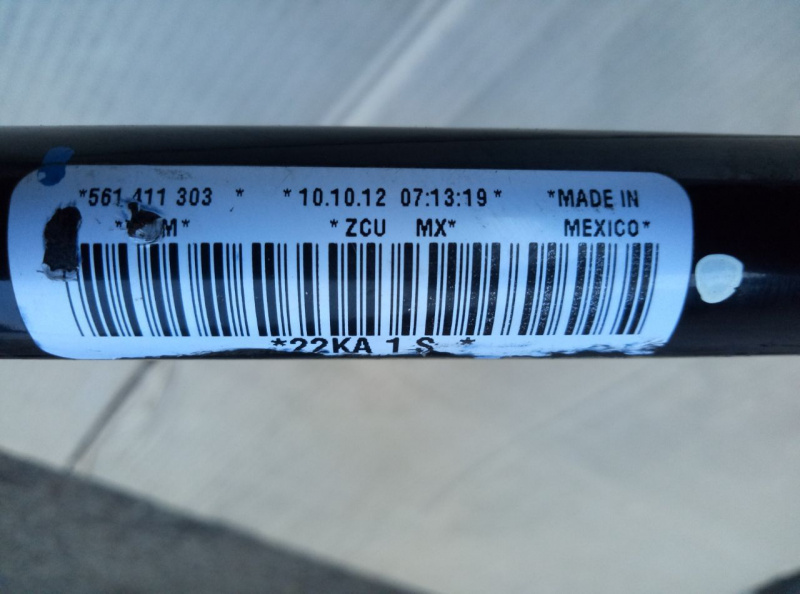 *561 411 303 * *10.10.12 07:13:19* *MADE IN
* M* *ZCU MX* MEXICO*
*22KA 1 S *